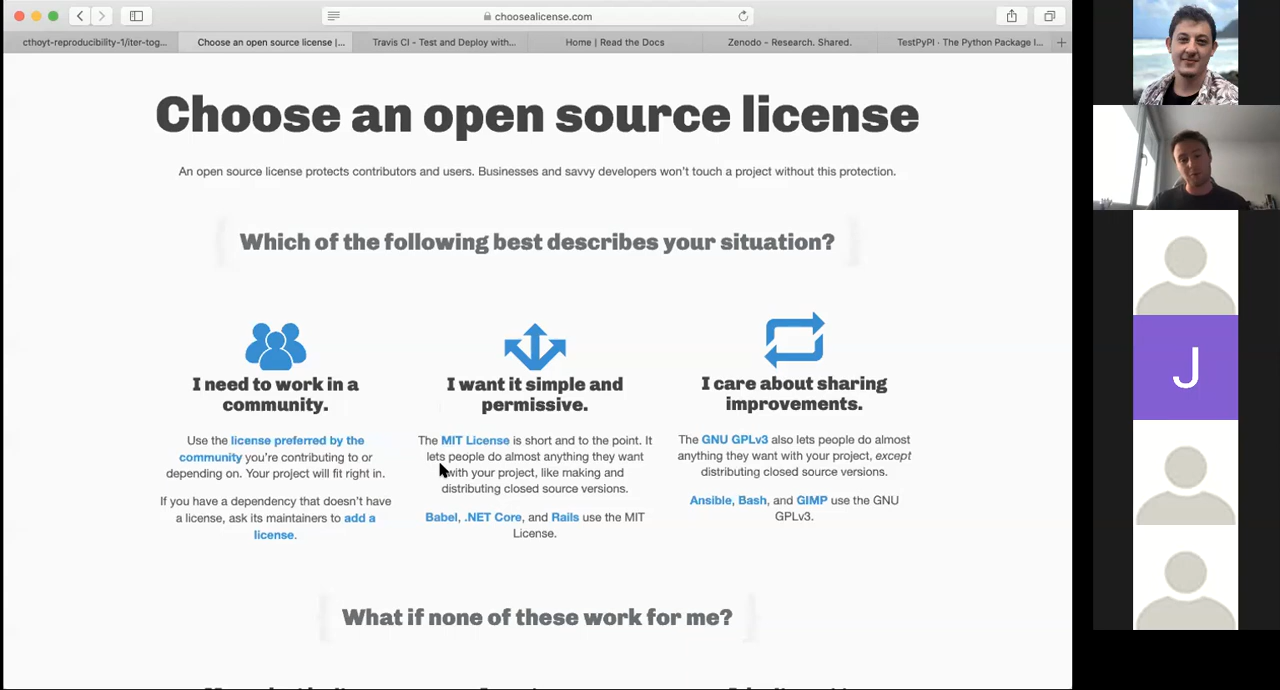 choosealicense.com
cthoyt-reproducibility-1/iter-tog...
Choose an open source license |...
Travis CI - Test and Deploy with...
Home | Read the Docs
Zenodo - Research. Shared.
TestPyPI · The Python Package I...
Choose an open source license
An open source license protects contributors and users. Businesses and savvy developers won't touch a project without this protection.
Which of the following best describes your situation?
I need to work in a
community.
Use the license preferred by the
community you're contributing to or
depending on. Your project will fit right in.
If you have a dependency that doesn't have
a license, ask its maintainers to add a
license.
I want it simple and
permissive.
The MIT License is short and to the point. It
lets people do almost anything they want
with your project, like making and
distributing closed source versions.
Babel, .NET Core, and Rails use the MIT
License.
I care about sharing
improvements.
The GNU GPLv3 also lets people do almost
anything they want with your project, except
distributing closed source versions.
Ansible, Bash, and GIMP use the GNU
GPLv3.
What if none of these work for me?
J